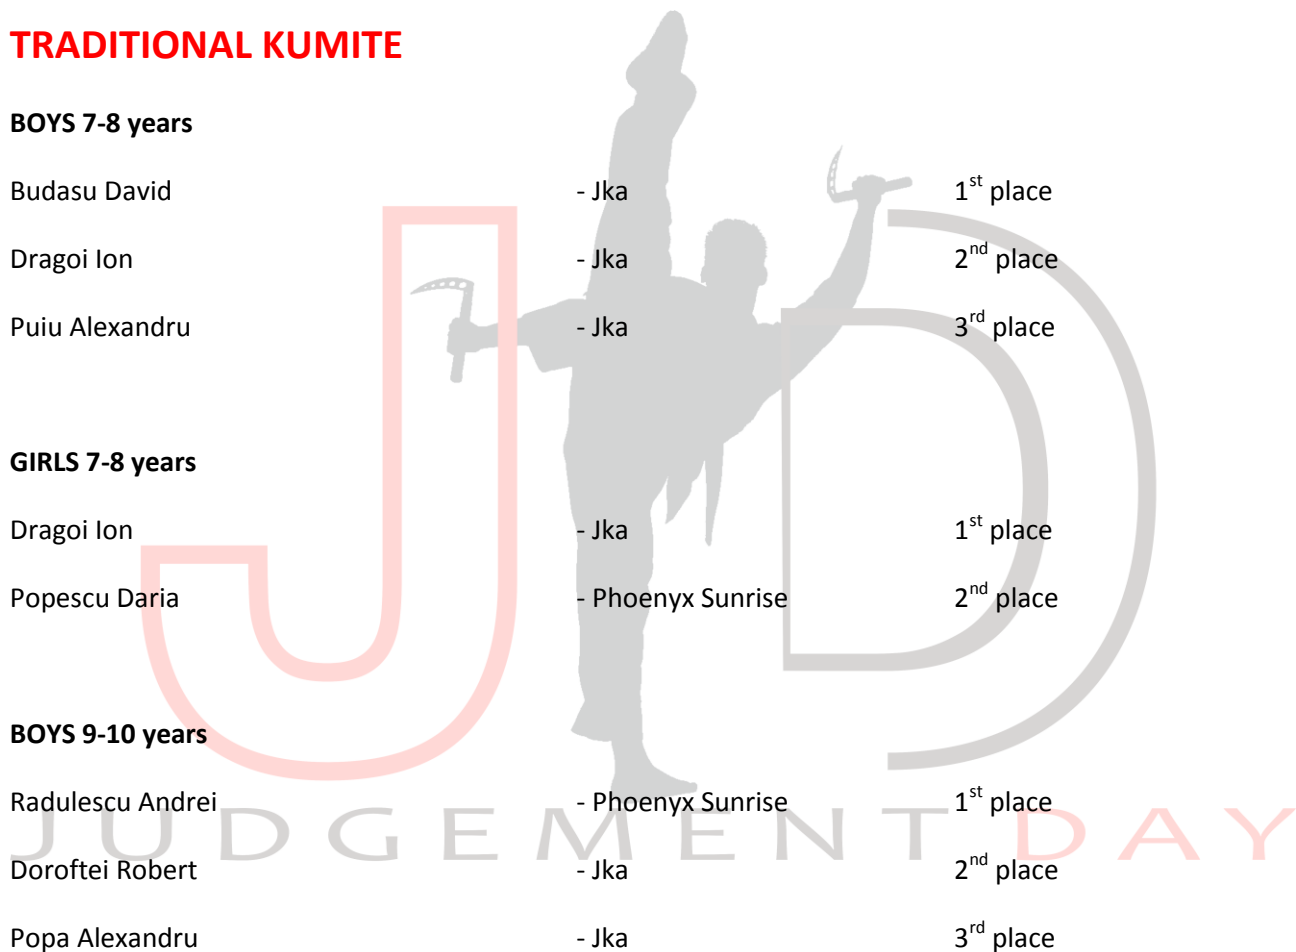 TRADITIONAL KUMITE
BOYS 7-8 years
Budasu David - Jka 1st place
Dragoi Ion - Jka 2nd place
Puiu Alexandru - Jka 3rd place
GIRLS 7-8 years
Dragoi Ion - Jka 1st place
Popescu Daria - Phoenyx Sunrise 2nd place
BOYS 9-10 years
Radulescu Andrei - Phoenyx Sunrise 1st place
JUDGEMENT DAY
Doroftei Robert - Jka 2nd place
Popa Alexandru - Jka 3rd place
JD